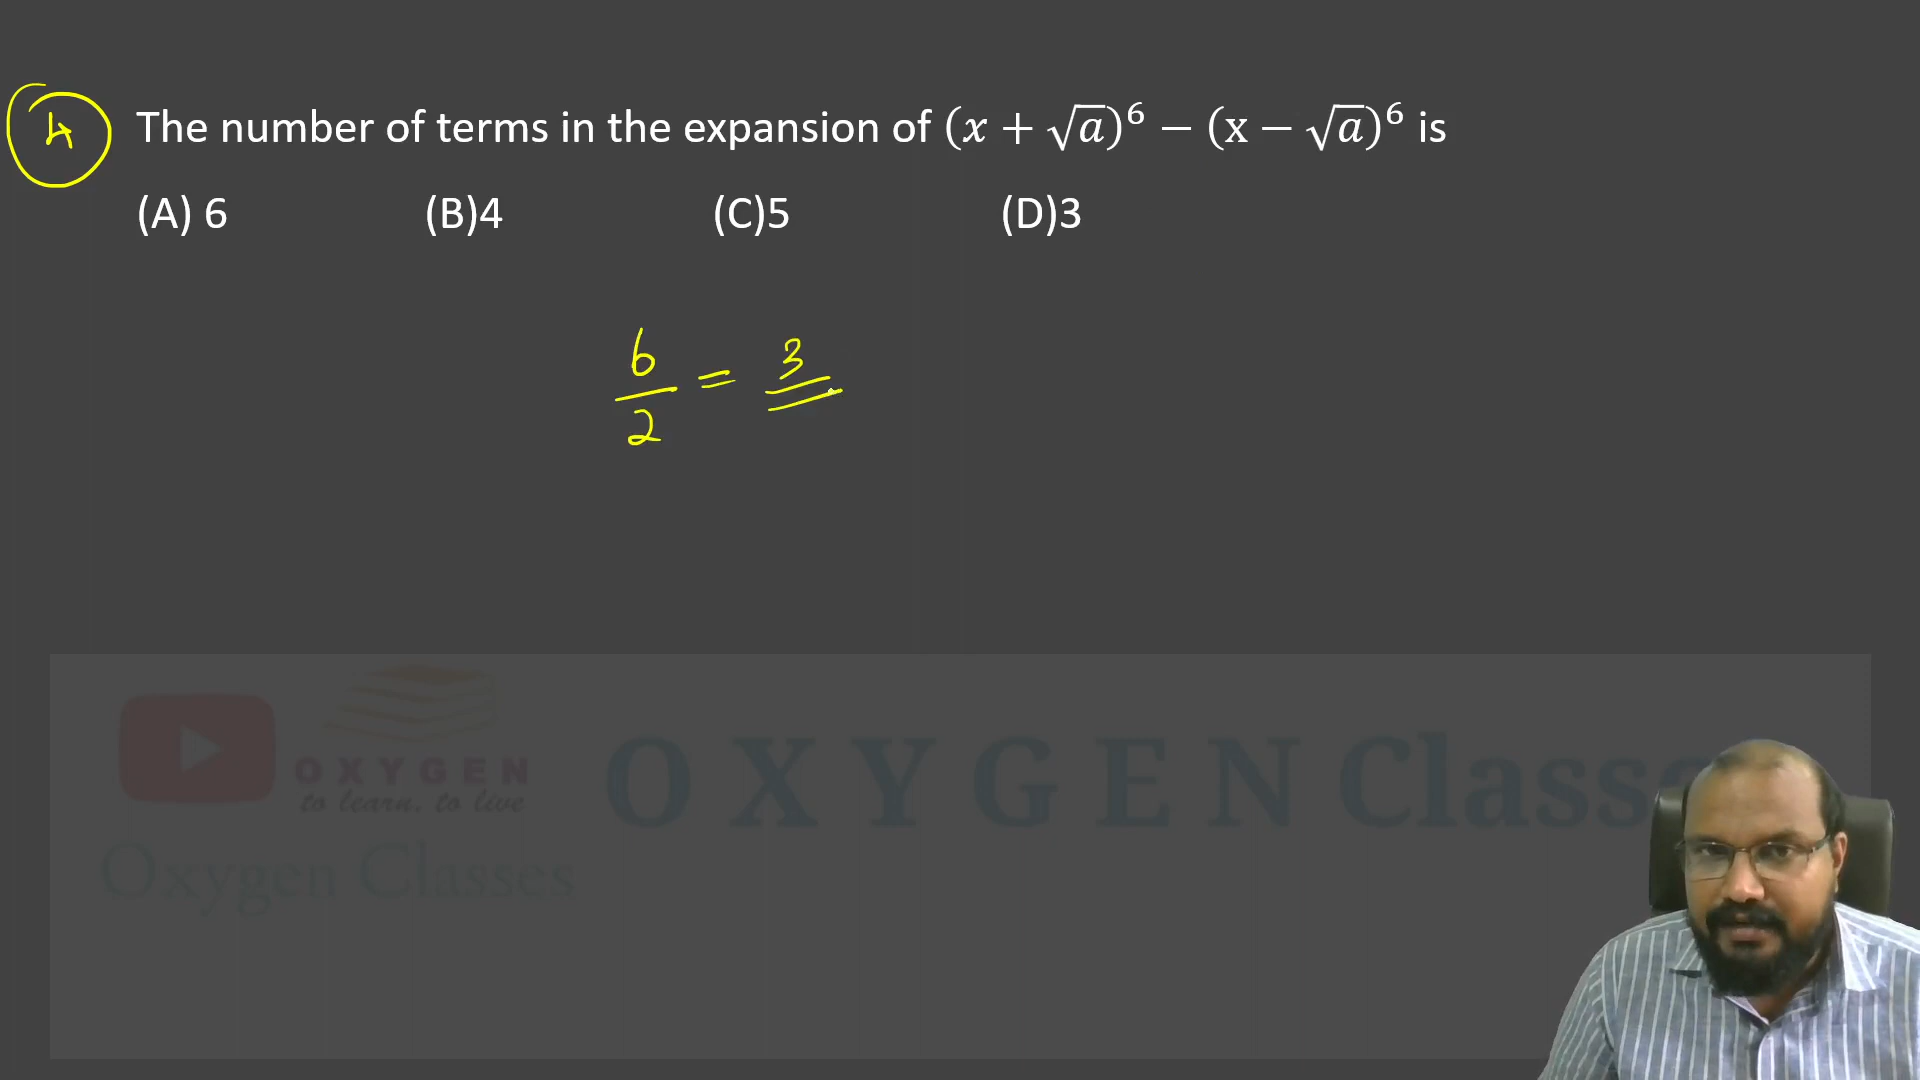 4 The number of terms in the expansion of (x + √a)⁶ − (x − √a)⁶ is
(A) 6 (B)4 (C)5 (D)3
6/2 = 3
OXYGEN
to learn, to live
OXYGEN Classe
Oxygen Classes